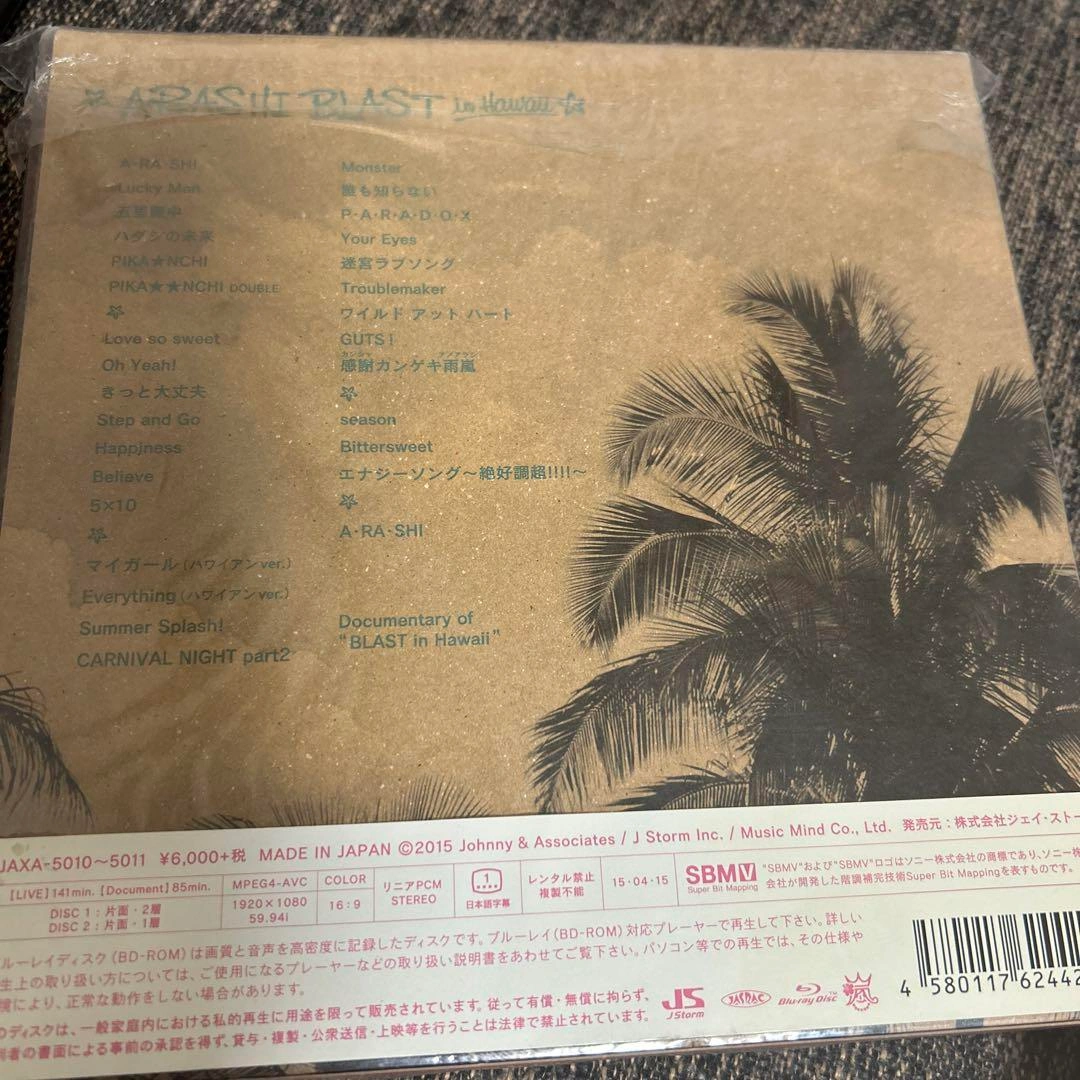 ARASHI BLAST in Hawaii
A・RA・SHI
Lucky Man
五里霧中
ハダシの未来
PIKA★NCHI
PIKA★★NCHI DOUBLE
Love so sweet
Oh Yeah!
きっと大丈夫
Step and Go
Happiness
Believe
5×10
マイガール(ハワイアンver.)
Everything(ハワイアンver.)
Summer Splash!
CARNIVAL NIGHT part2
Monster
誰も知らない
P・A・R・A・D・O・X
Your Eyes
迷宮ラブソング
Troublemaker
ワイルド アット ハート
GUTS!
カンシャ
感謝カンゲキ雨嵐
season
Bittersweet
エナジーソング〜絶好調超!!!!〜
A・RA・SHI
Documentary of
"BLAST in Hawaii"
JAXA-5010〜5011 ¥6,000+税 MADE IN JAPAN ©2015 Johnny & Associates / J Storm Inc. / Music Mind Co., Ltd. 発売元:株式会社ジェイ・ストー
[LIVE] 141min. [Document] 85min.
DISC 1:片面・2層
DISC 2:片面・1層
MPEG4-AVC
1920×1080
59.94i
COLOR
16:9
リニアPCM
STEREO
1
日本語字幕
レンタル禁止
複製不能
15・04・15
SBMV
Super Bit Mapping
"SBMV"および"SBMV"ロゴはソニー株式会社の商標であり、ソニー株
会社が開発した階調補完技術Super Bit Mappingを表すものです。
ルーレイディスク(BD-ROM)は画質と音声を高密度に記録したディスクです。ブルーレイ(BD-ROM)対応プレーヤーで再生して下さい。詳しい
生上の取り扱い方については、ご使用になるプレーヤーなどの取り扱い説明書をあわせてご覧下さい。パソコン等での再生では、その仕様や
により、正常な動作をしない場合があります。
のディスクは、一般家庭内における私的再生に用途を限って販売されています。従って有償・無償に拘らず、
者の書面による事前の承認を得ず、貸与・複製・公衆送信・上映等を行うことは法律で禁止されています。
JS
JStorm
JASRAC
Blu-ray Disc
嵐
4 580117 62442